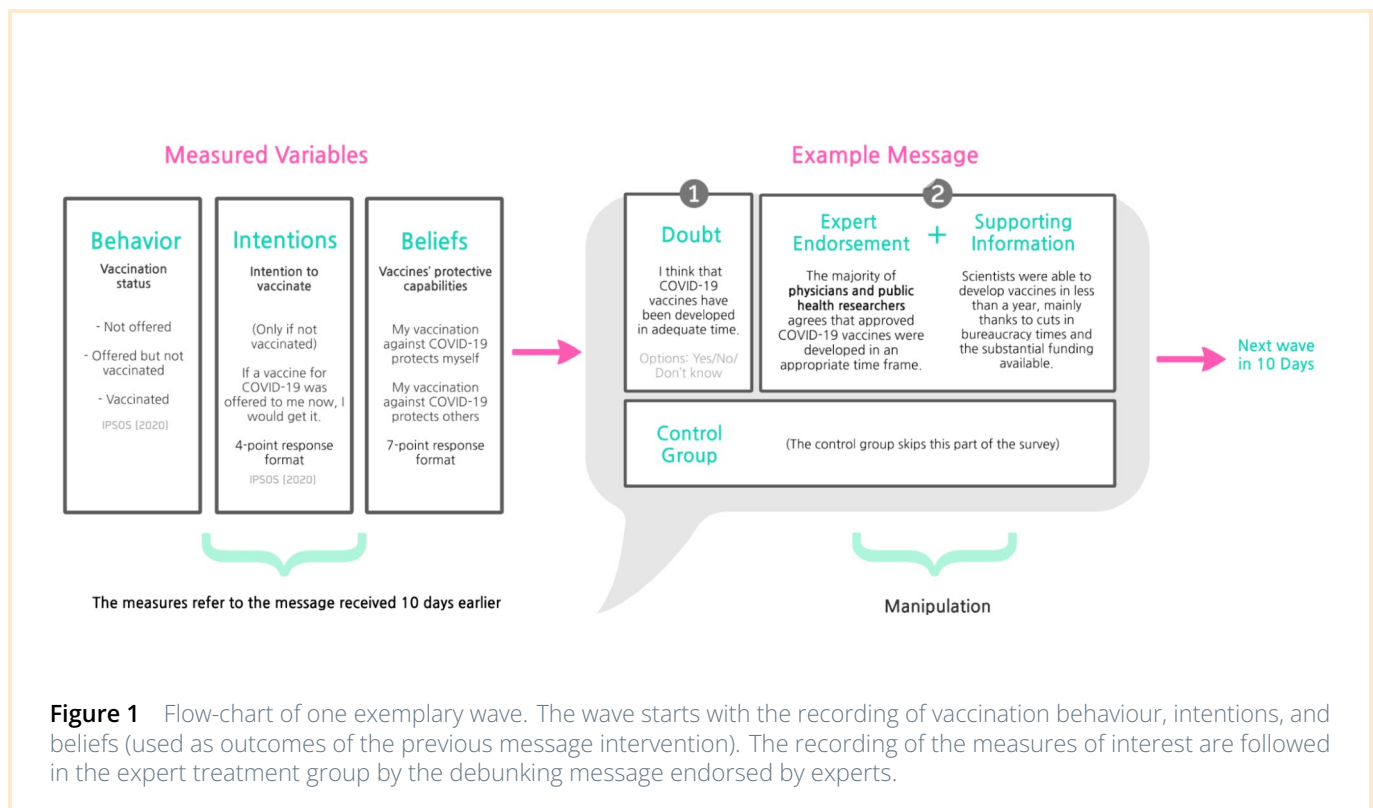 Measured Variables
Behavior
Vaccination
status
- Not offered
- Offered but not
vaccinated
- Vaccinated
IPSOS [2020]
Intentions
Intention to
vaccinate
(Only if not
vaccinated)
If a vaccine for
COVID-19 was
offered to me now, I
would get it.
4-point response
format
IPSOS [2020]
Beliefs
Vaccines' protective
capabilities
My vaccination
against COVID-19
protects myself
My vaccination
against COVID-19
protects others
7-point response
format
The measures refer to the message received 10 days earlier
Example Message
1
Doubt
I think that
COVID-19
vaccines have
been developed
in adequate time.
Options: Yes/No/
Don't know
2
Expert
Endorsement
The majority of
physicians and public
health researchers
agrees that approved
COVID-19 vaccines were
developed in an
appropriate time frame.
+
Supporting
Information
Scientists were able to
develop vaccines in less
than a year, mainly
thanks to cuts in
bureaucracy times and
the substantial funding
available.
Control
Group
(The control group skips this part of the survey)
Manipulation
Next wave
in 10 Days
Figure 1 Flow-chart of one exemplary wave. The wave starts with the recording of vaccination behaviour, intentions, and
beliefs (used as outcomes of the previous message intervention). The recording of the measures of interest are followed
in the expert treatment group by the debunking message endorsed by experts.